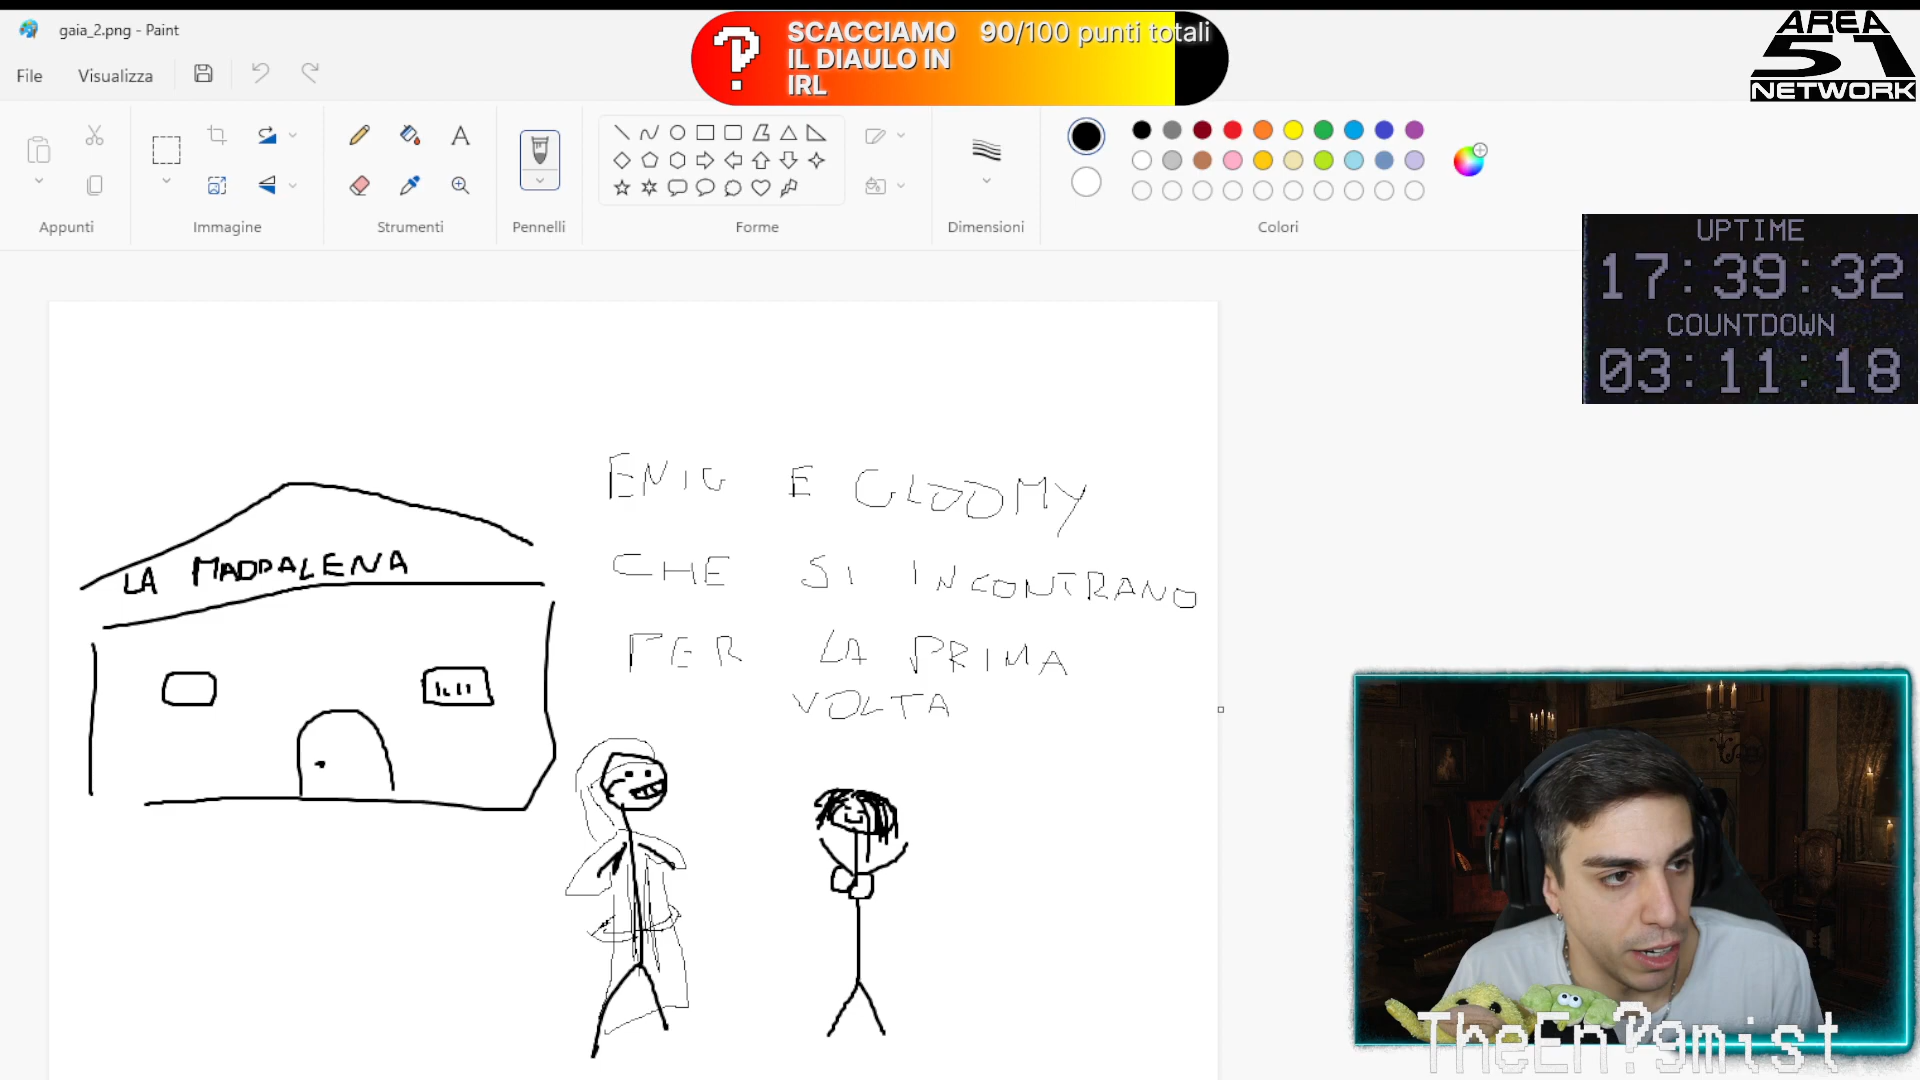 gaia_2.png - Paint
File
Visualizza
SCACCIAMO
IL DIAULO IN
IRL
90/100 punti totali
AREA
51
NETWORK
Appunti
Immagine
Strumenti
Pennelli
Forme
Dimensioni
Colori
UPTIME
17:39:32
COUNTDOWN
03:11:18
LA MADDALENA
ENIG E GLOOMY
CHE SI INCONTRANO
PER LA PRIMA
VOLTA
TheEn?gmist